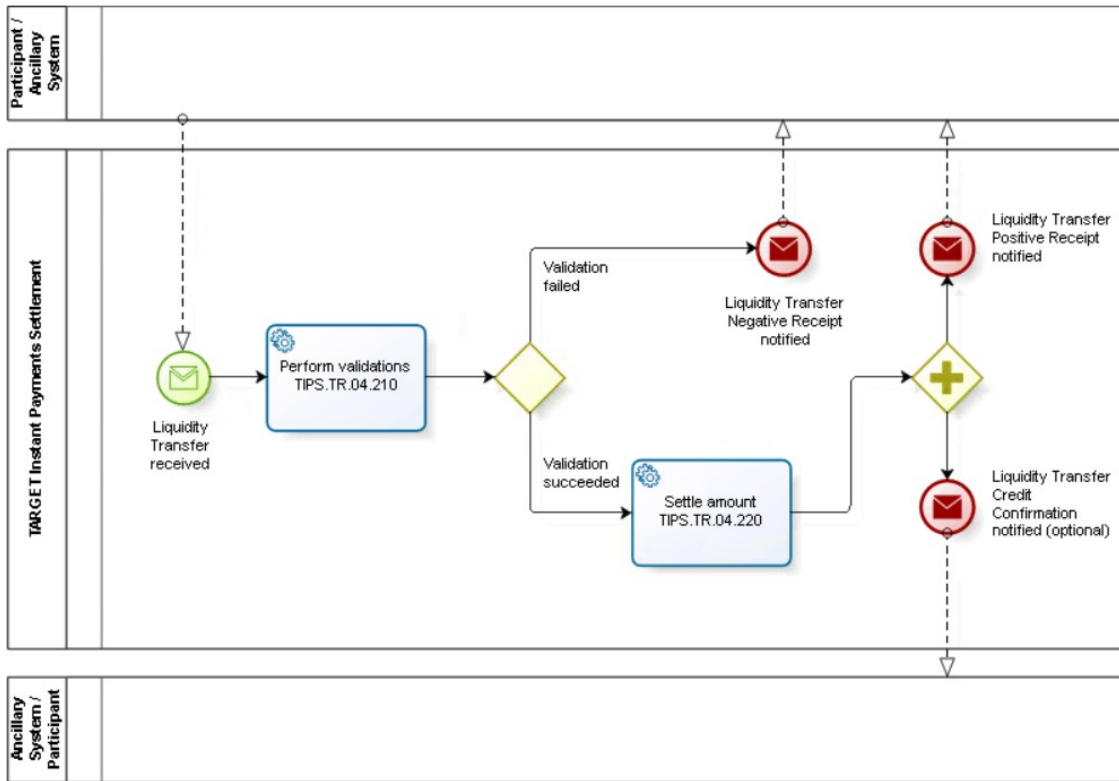 Participant /
Ancillary
System
TARGET Instant Payments Settlement
Liquidity
Transfer
received
Perform validations
TIPS.TR.04.210
Validation
failed
Liquidity Transfer
Negative Receipt
notified
Validation
succeeded
Settle amount
TIPS.TR.04.220
Liquidity Transfer
Positive Receipt
notified
Liquidity Transfer
Credit
Confirmation
notified (optional)
Ancillary
System /
Participant